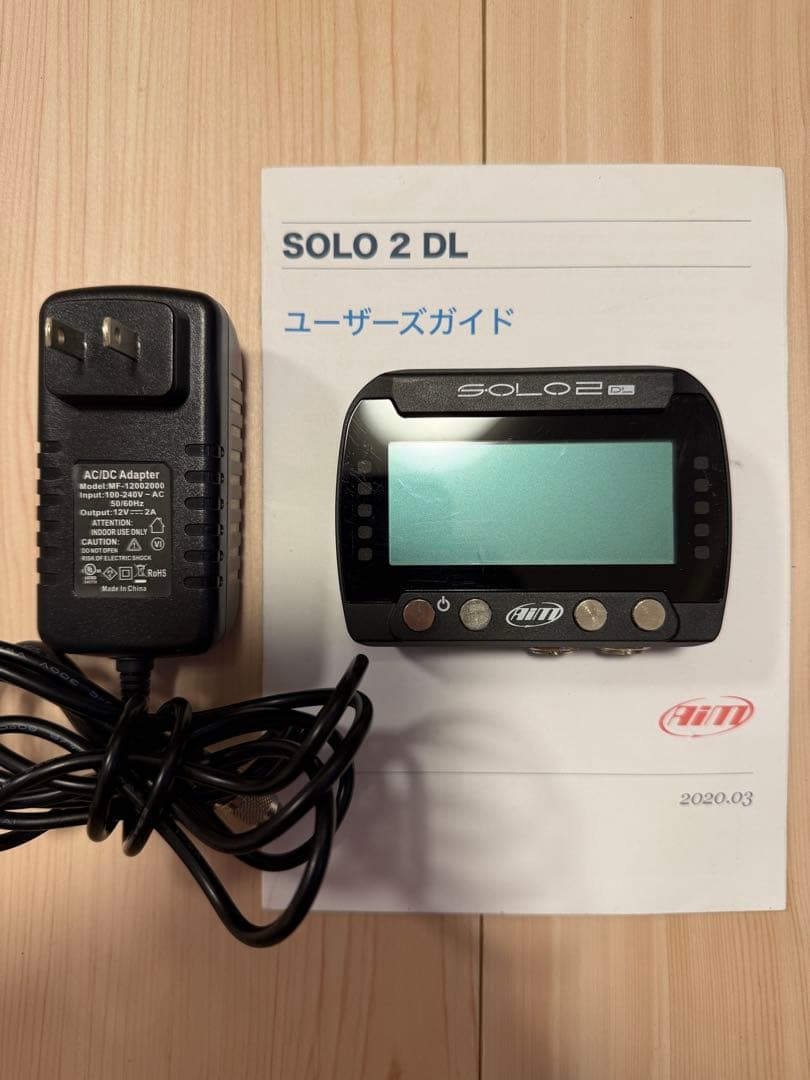 SOLO 2 DL
ユーザーズガイド
SOLO2 DL
AiM
AiM
2020.03
AC/DC Adapter
Model:MF-12002000
Input:100-240V~AC
50/60Hz
Output:12V⎓2A
ATTENTION:
INDOOR USE ONLY
CAUTION:
DO NOT OPEN
RISK OF ELECTRIC SHOCK
VI
RoHS
Made In China